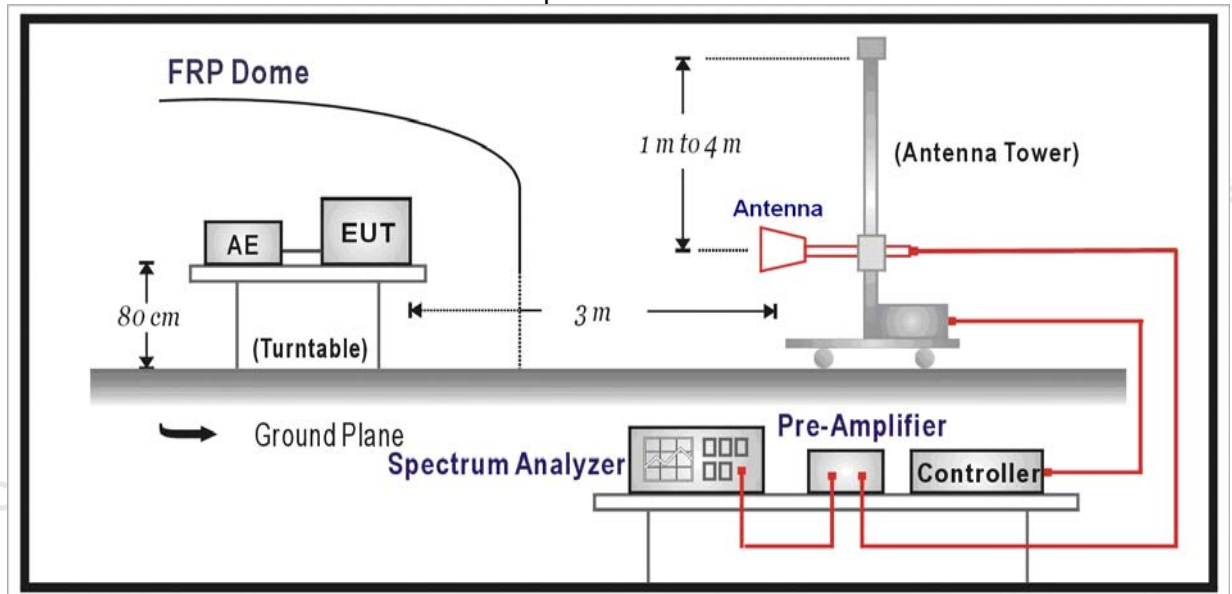 FRP Dome
1 m to 4 m
(Antenna Tower)
Antenna
AE
EUT
80 cm
3 m
(Turntable)
Ground Plane
Pre-Amplifier
Spectrum Analyzer
Controller